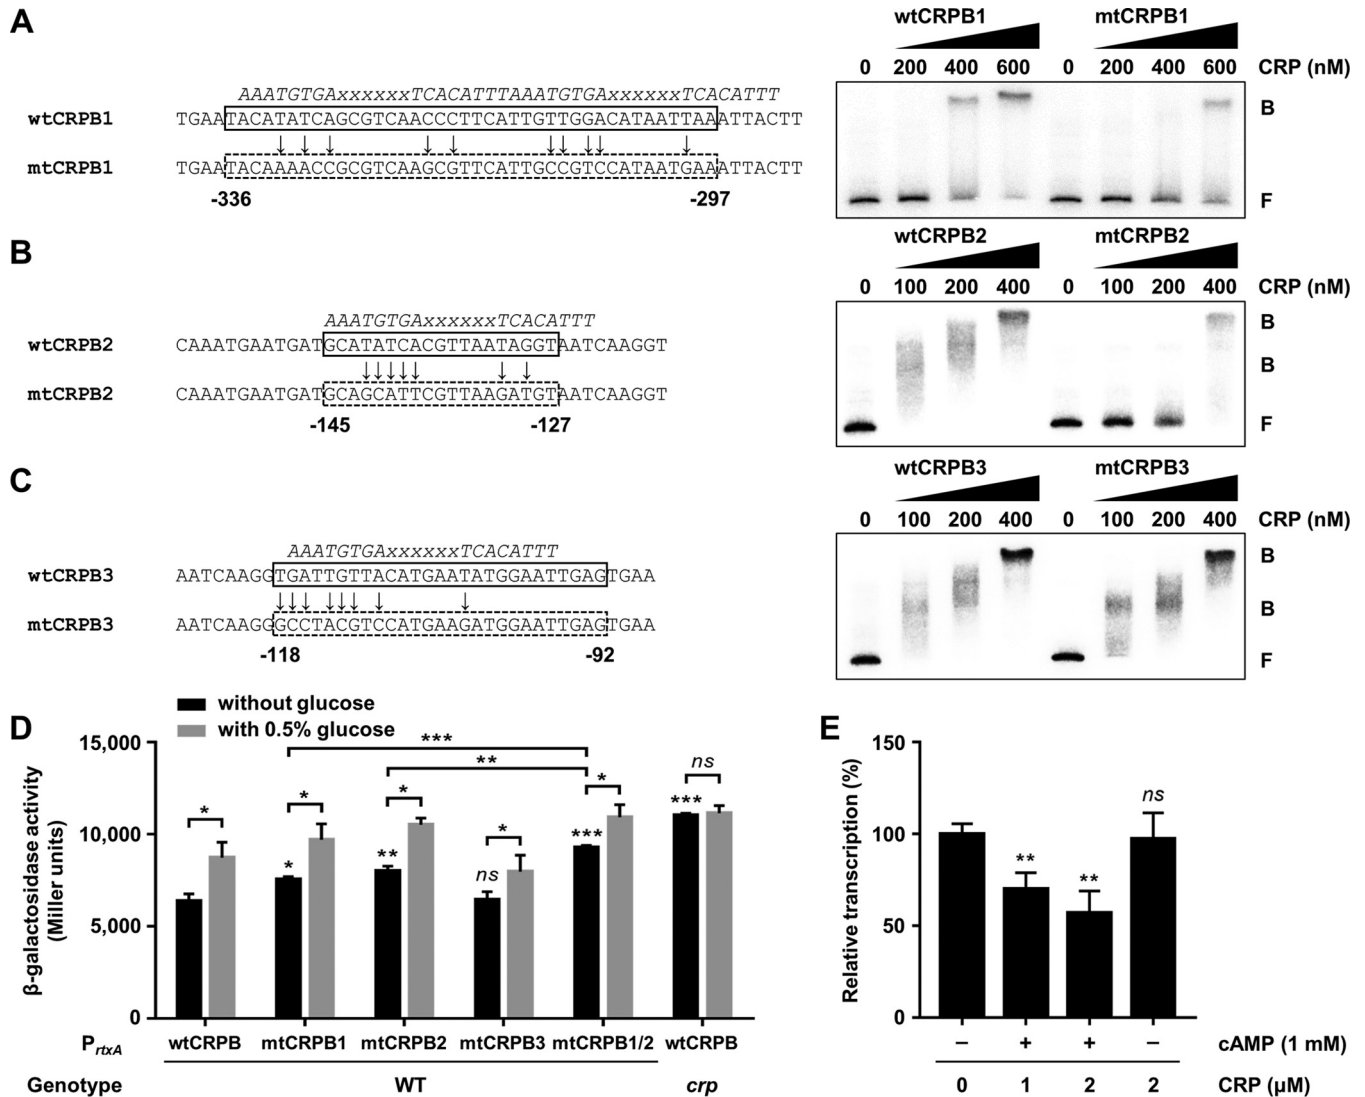 A
wtCRPB1 mtCRPB1
0 200 400 600 0 200 400 600 CRP (nM)
AAATGTGAxxxxxxTCACATTTAAATGTGAxxxxxxTCACATTT
wtCRPB1 TGAATACATATCAGCGTCAACCCTTCATTGTTGGACATAATTAAATTACTT
B
↓ ↓ ↓ ↓ ↓ ↓ ↓ ↓ ↓ ↓
mtCRPB1 TGAATACAAAACCGCGTCAAGCGTTCATTGCCGTCCATAATGAAATTACTT
-336 -297
F
B
wtCRPB2 mtCRPB2
0 100 200 400 0 100 200 400 CRP (nM)
AAATGTGAxxxxxxTCACATTT
B
wtCRPB2 CAAATGAATGATGCATATCACGTTAATAGGTAATCAAGGT
↓ ↓ ↓ ↓ ↓ ↓ ↓
B
mtCRPB2 CAAATGAATGATGCAGCATTCGTTAAGATGTAATCAAGGT
-145 -127
F
C
wtCRPB3 mtCRPB3
0 100 200 400 0 100 200 400 CRP (nM)
AAATGTGAxxxxxxTCACATTT
B
wtCRPB3 AATCAAGGTGATTGTTACATGAATATGGAATTGAGTGAA
↓ ↓ ↓ ↓ ↓ ↓ ↓ ↓
B
mtCRPB3 AATCAAGGGCCTACGTCCATGAAGATGGAATTGAGTGAA
-118 -92
F
D
without glucose
with 0.5% glucose
β-galactosidase activity
(Miller units)
15,000
10,000
5,000
0
*** 
**
* * * * * ns
* ** ns *** ***
P rtxA wtCRPB mtCRPB1 mtCRPB2 mtCRPB3 mtCRPB1/2 wtCRPB
Genotype WT crp
E
Relative transcription (%)
150
100
50
0
** ** ns
– + + – cAMP (1 mM)
0 1 2 2 CRP (µM)